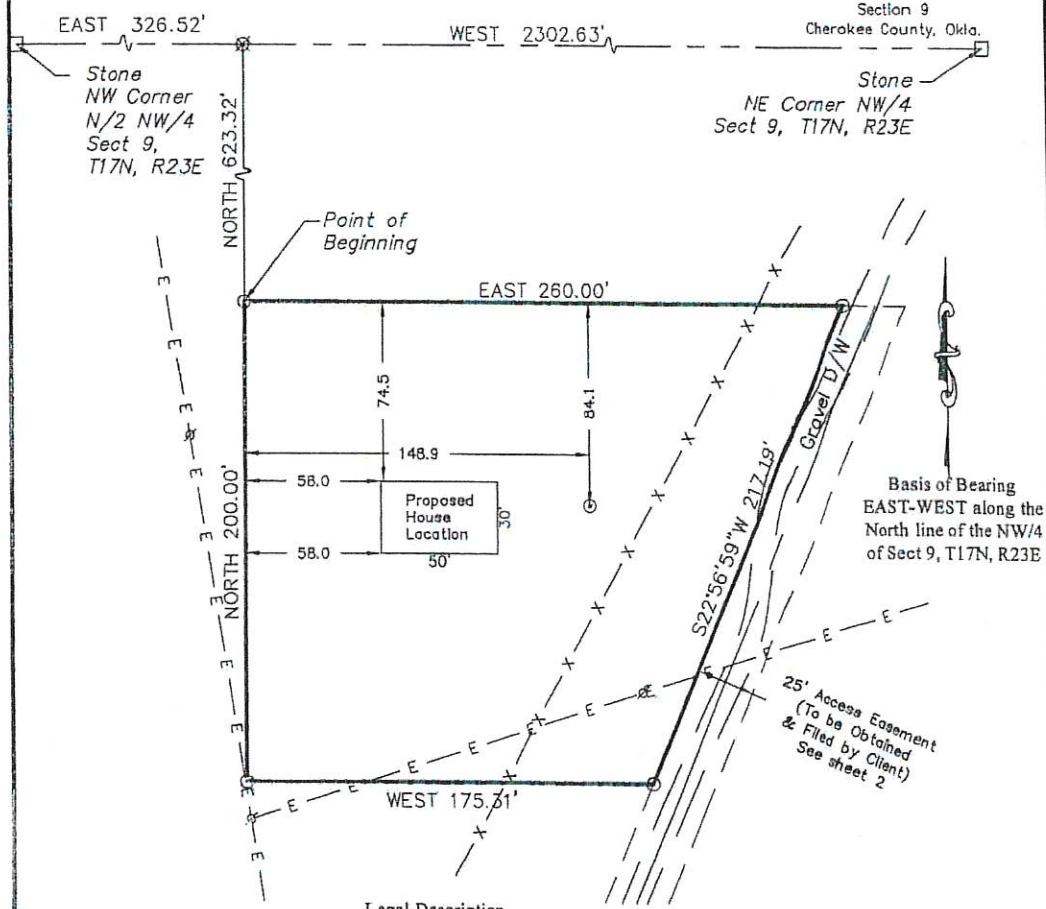 Section 9
Cherokee County, Okla.
EAST 326.52'
WEST 2302.63'
Stone
NW Corner
N/2 NW/4
Sect 9,
T17N, R23E
Stone
NE Corner NW/4
Sect 9, T17N, R23E
NORTH 623.32'
Point of
Beginning
EAST 260.00'
74.5
84.1
148.9
58.0
Proposed
House
Location
30'
58.0
50'
NORTH 200.00'
Gravel D/W
S22°56'59"W 217.19'
Basis of Bearing
EAST-WEST along the
North line of the NW/4
of Sect 9, T17N, R23E
25' Access Easement
(To be Obtained
& Filed by Client)
See sheet 2
WEST 175.31'
Legal Description